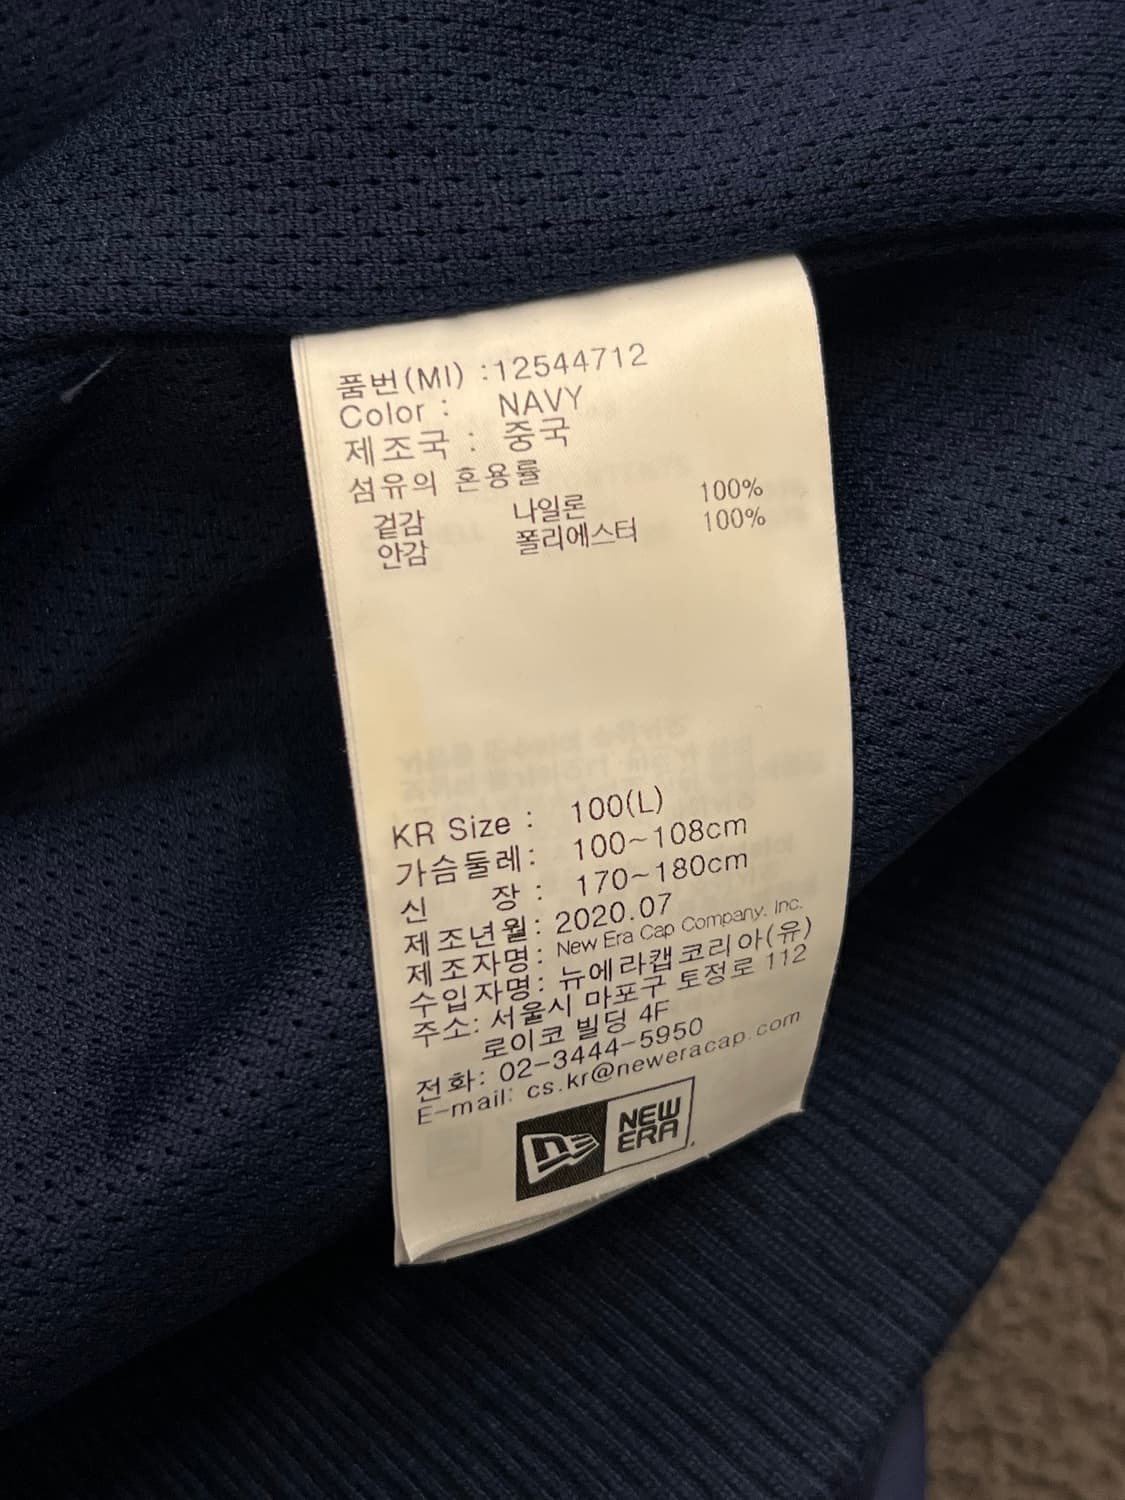 품번(MI) :12544712
Color : NAVY
제조국 : 중국
섬유의 혼용률
겉감 나일론 100%
안감 폴리에스터 100%
KR Size : 100(L)
가슴둘레: 100~108cm
신 장 : 170~180cm
제조년월: 2020.07
제조자명: New Era Cap Company, Inc.
수입자명: 뉴에라캡코리아(유)
주소: 서울시 마포구 토정로 112
로이코 빌딩 4F
전화: 02-3444-5950
E-mail: cs.kr@neweracap.com
NEW
ERA